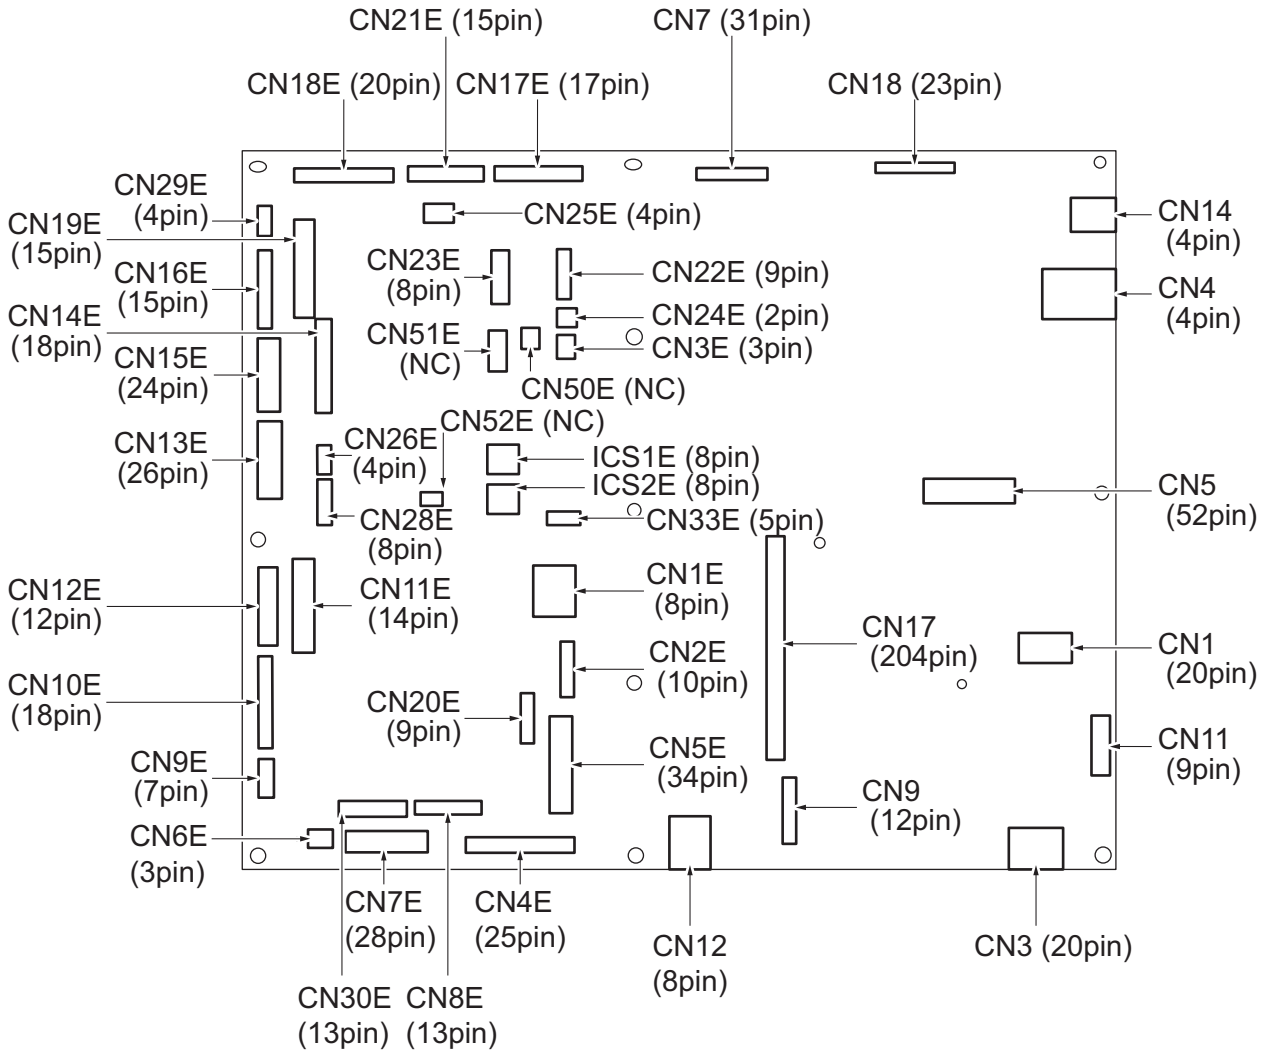 CN21E (15pin)
CN7 (31pin)
CN18E (20pin)
CN17E (17pin)
CN18 (23pin)
CN29E
(4pin)
CN19E
(15pin)
CN16E
(15pin)
CN14E
(18pin)
CN15E
(24pin)
CN13E
(26pin)
CN25E (4pin)
CN23E
(8pin)
CN22E (9pin)
CN24E (2pin)
CN51E
(NC)
CN3E (3pin)
CN50E (NC)
CN52E (NC)
CN26E
(4pin)
ICS1E (8pin)
ICS2E (8pin)
CN28E
(8pin)
CN33E (5pin)
CN14
(4pin)
CN4
(4pin)
CN5
(52pin)
CN12E
(12pin)
CN11E
(14pin)
CN1E
(8pin)
CN17
(204pin)
CN1
(20pin)
CN2E
(10pin)
CN10E
(18pin)
CN20E
(9pin)
CN5E
(34pin)
CN11
(9pin)
CN9E
(7pin)
CN9
(12pin)
CN6E
(3pin)
CN7E
(28pin)
CN4E
(25pin)
CN12
(8pin)
CN3 (20pin)
CN30E
(13pin)
CN8E
(13pin)